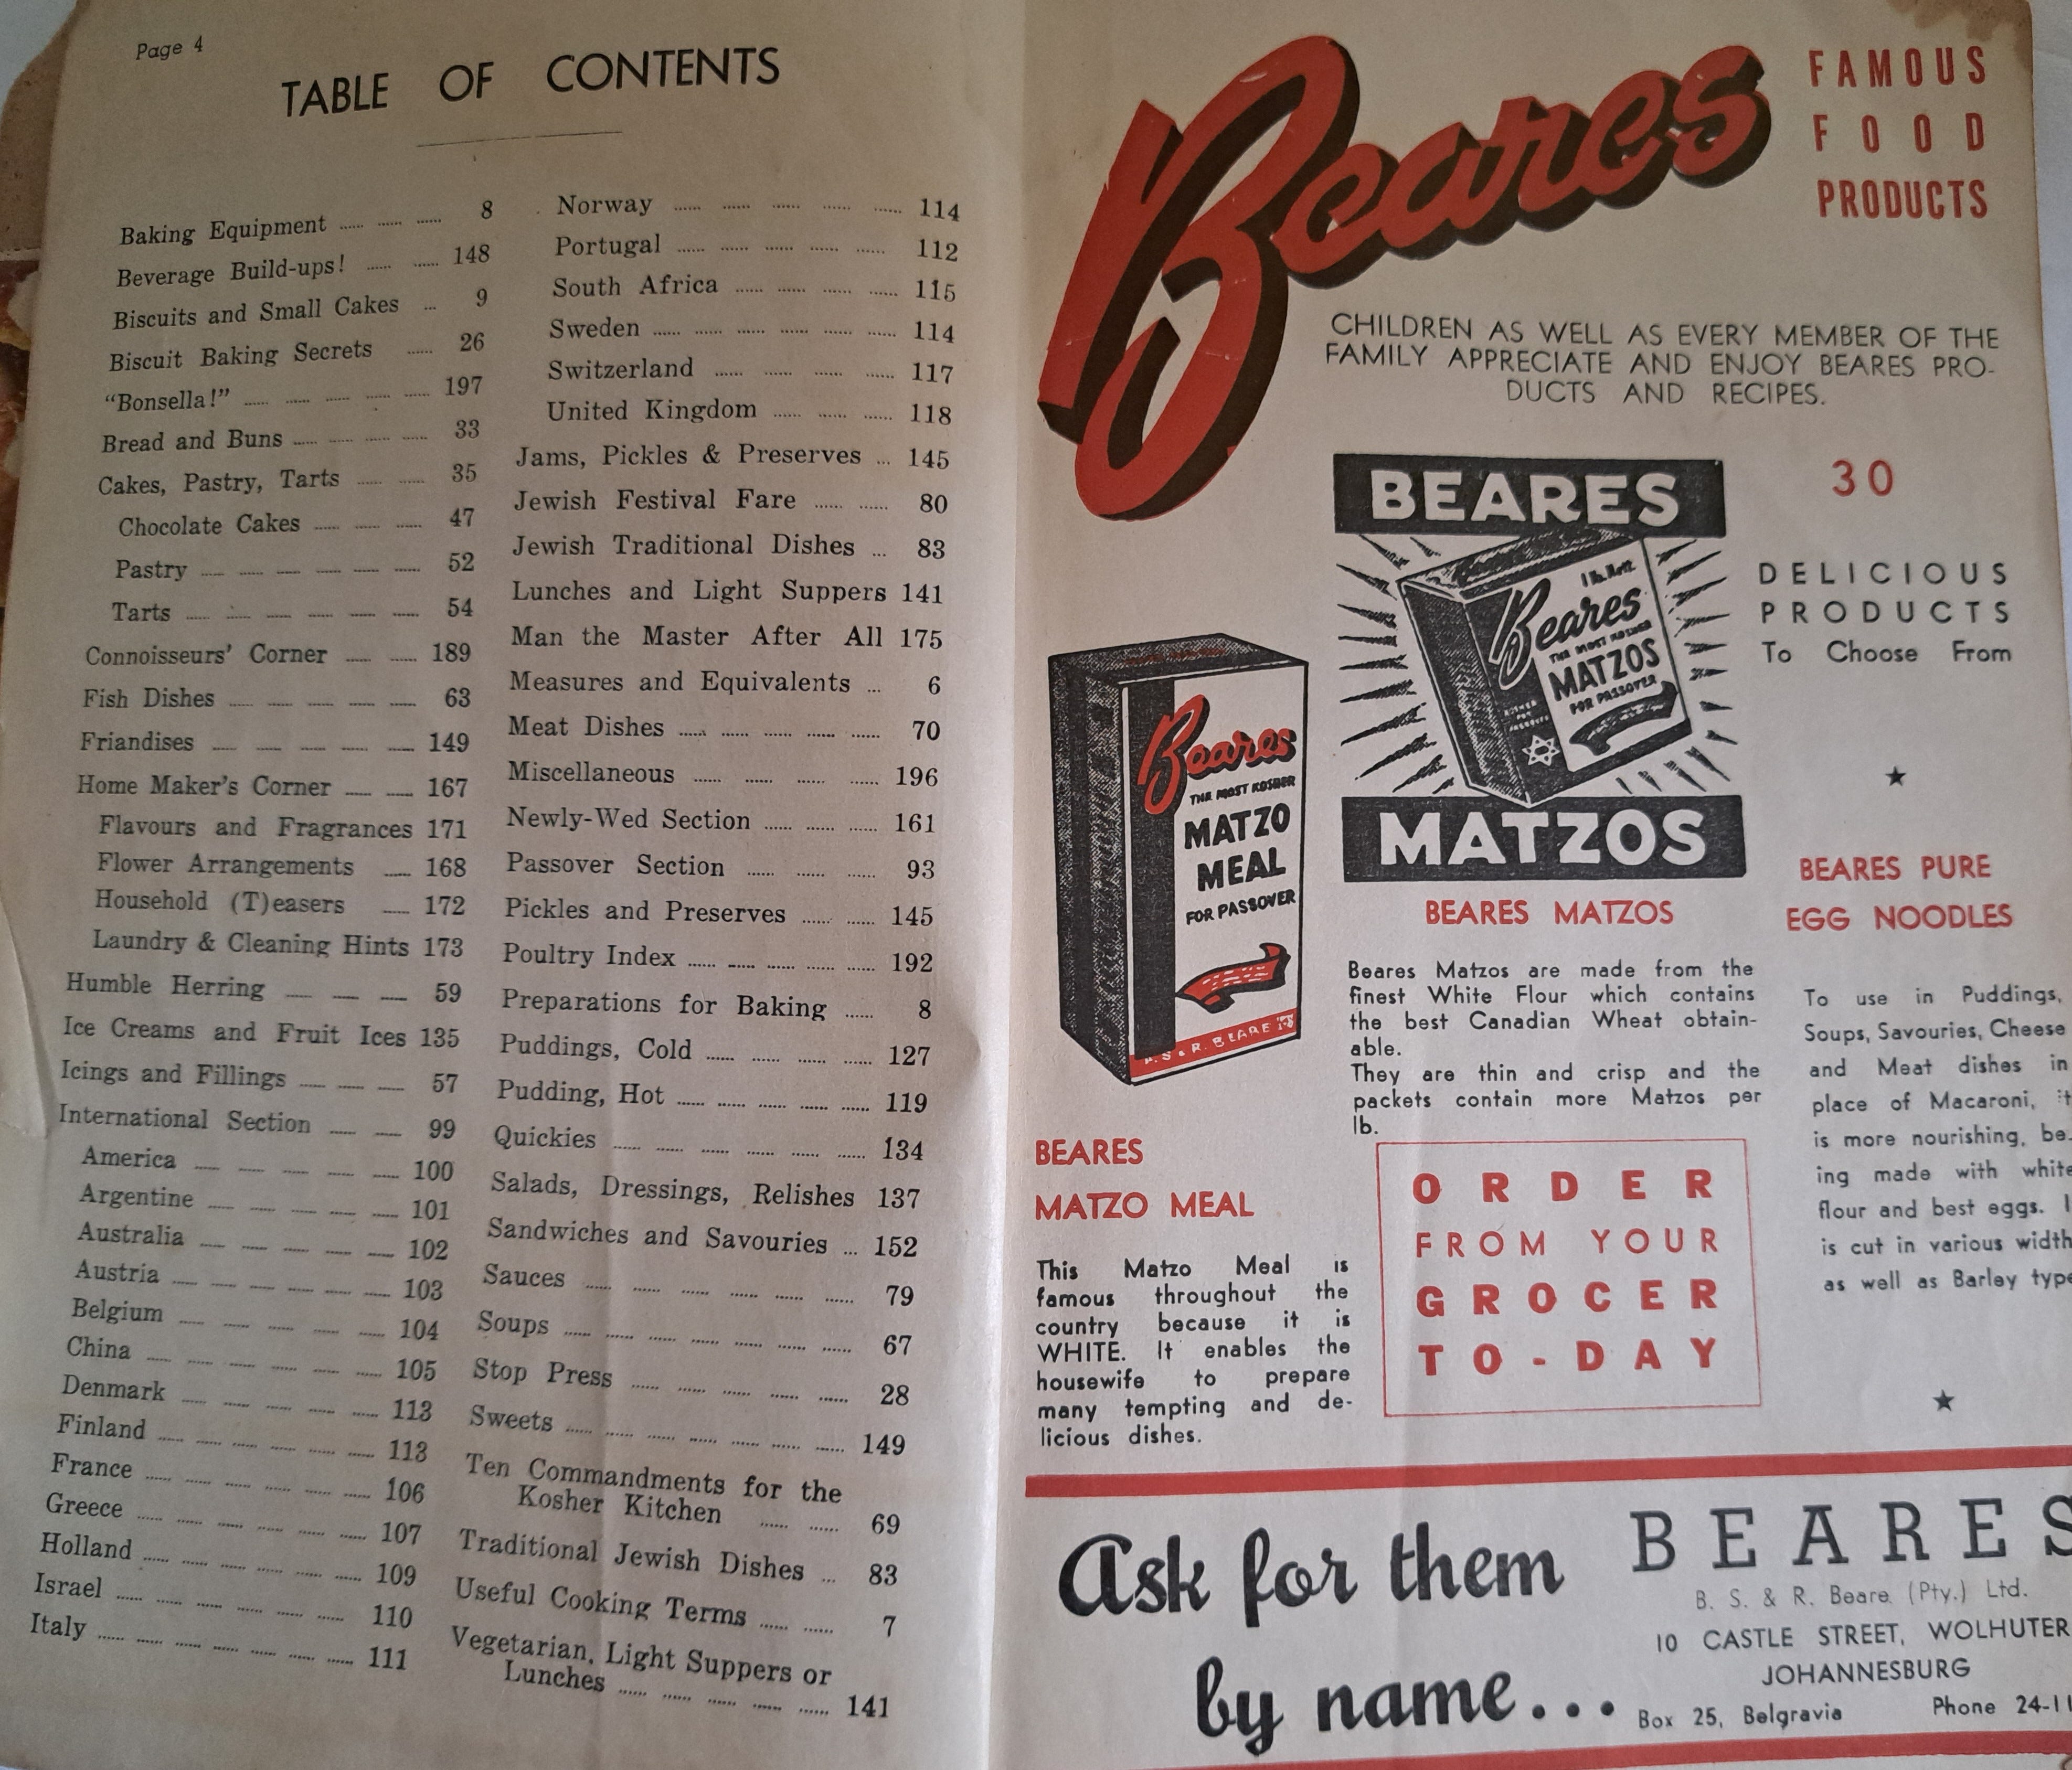 Page 4
TABLE OF CONTENTS
Baking Equipment ...... ...... ...... 8
Beverage Build-ups! ...... ...... 148
Biscuits and Small Cakes ... 9
Biscuit Baking Secrets ...... 26
"Bonsella!" ...... ...... ...... ...... ...... 197
Bread and Buns ...... ...... ...... ...... 33
Cakes, Pastry, Tarts ...... ...... 35
Chocolate Cakes ...... ...... ...... 47
Pastry ...... ...... ...... ...... ...... ...... 52
Tarts ...... ...... ...... ...... ...... ...... 54
Connoisseurs' Corner ...... ...... 189
Fish Dishes ...... ...... ...... ...... ...... 63
Friandises ...... ...... ...... ...... ...... 149
Home Maker's Corner ...... ...... 167
Flavours and Fragrances 171
Flower Arrangements ...... 168
Household (T)easers ...... 172
Laundry & Cleaning Hints 173
Humble Herring ...... ...... ...... 59
Ice Creams and Fruit Ices 135
Icings and Fillings ...... ...... ...... 57
International Section ...... ...... 99
America ...... ...... ...... ...... ...... 100
Argentine ...... ...... ...... ...... ...... 101
Australia ...... ...... ...... ...... ...... 102
Austria ...... ...... ...... ...... ...... ...... 103
Belgium ...... ...... ...... ...... ...... 104
China ...... ...... ...... ...... ...... ...... 105
Denmark ...... ...... ...... ...... ...... 113
Finland ...... ...... ...... ...... ...... ...... 113
France ...... ...... ...... ...... ...... ...... 106
Greece ...... ...... ...... ...... ...... ...... 107
Holland ...... ...... ...... ...... ...... ...... 109
Israel ...... ...... ...... ...... ...... ...... 110
Italy ...... ...... ...... ...... ...... ...... ...... 111
Norway ...... ...... ...... ...... ...... 114
Portugal ...... ...... ...... ...... ...... 112
South Africa ...... ...... ...... ...... 115
Sweden ...... ...... ...... ...... ...... ...... 114
Switzerland ...... ...... ...... ...... 117
United Kingdom ...... ...... ...... 118
Jams, Pickles & Preserves ... 145
Jewish Festival Fare ...... ...... 80
Jewish Traditional Dishes ... 83
Lunches and Light Suppers 141
Man the Master After All 175
Measures and Equivalents ... 6
Meat Dishes ...... ...... ...... ...... ...... 70
Miscellaneous ...... ...... ...... ...... 196
Newly-Wed Section ...... ...... ...... 161
Passover Section ...... ...... ...... 93
Pickles and Preserves ...... ...... 145
Poultry Index ...... ...... ...... ...... ...... 192
Preparations for Baking ...... 8
Puddings, Cold ...... ...... ...... ...... 127
Pudding, Hot ...... ...... ...... ...... ...... 119
Quickies ...... ...... ...... ...... ...... ...... 134
Salads, Dressings, Relishes 137
Sandwiches and Savouries ... 152
Sauces ...... ...... ...... ...... ...... ...... 79
Soups ...... ...... ...... ...... ...... ...... ...... 67
Stop Press ...... ...... ...... ...... ...... 28
Sweets ...... ...... ...... ...... ...... ...... ...... 149
Ten Commandments for the
Kosher Kitchen ...... ...... 69
Traditional Jewish Dishes ... 83
Useful Cooking Terms ...... ...... 7
Vegetarian, Light Suppers or
Lunches ...... ...... ...... ...... ...... 141
Beares
FAMOUS
FOOD
PRODUCTS
CHILDREN AS WELL AS EVERY MEMBER OF THE
FAMILY APPRECIATE AND ENJOY BEARES PRO-
DUCTS AND RECIPES.
BEARES
1 lb. Nett.
Beares
THE MOST KOSHER
MATZOS
FOR PASSOVER
KOSHER
FOR
PASSOVER
MATZOS
30
DELICIOUS
PRODUCTS
To Choose From
Beares
THE MOST KOSHER
MATZO
MEAL
FOR PASSOVER
BEARES MATZOS
Beares Matzos are made from the
finest White Flour which contains
the best Canadian Wheat obtain-
able.
They are thin and crisp and the
packets contain more Matzos per
lb.
BEARES PURE
EGG NOODLES
To use in Puddings,
Soups, Savouries, Cheese
and Meat dishes in
place of Macaroni, it
is more nourishing, be-
ing made with white
flour and best eggs.
is cut in various width
as well as Barley type
BEARES
MATZO MEAL
This Matzo Meal is
famous throughout the
country because it is
WHITE. It enables the
housewife to prepare
many tempting and de-
licious dishes.
ORDER
FROM YOUR
GROCER
TO-DAY
Ask for them
by name...
BEARES
B. S. & R. Beare (Pty.) Ltd.
10 CASTLE STREET, WOLHUTER
JOHANNESBURG
Box 25, Belgravia Phone 24-11